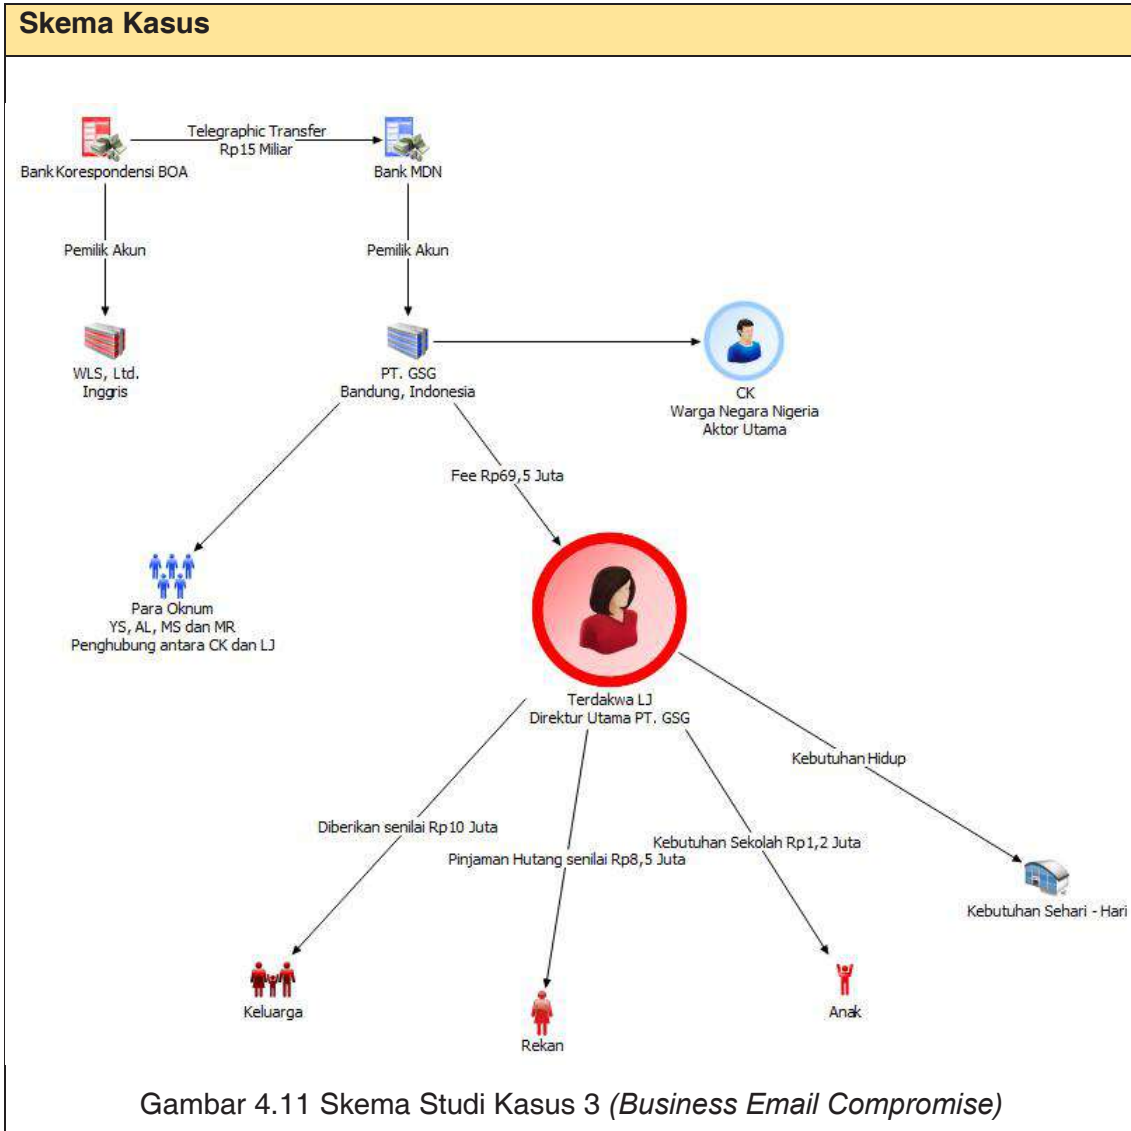 Skema Kasus
Telegraphic Transfer
Rp15 Miliar
Bank Korespondensi BOA
Bank MDN
Pemilik Akun
Pemilik Akun
WLS, Ltd.
Inggris
PT. GSG
Bandung, Indonesia
CK
Warga Negara Nigeria
Aktor Utama
Fee Rp69,5 Juta
Para Oknum
YS, AL, MS dan MR
Penghubung antara CK dan LJ
Terdakwa LJ
Direktur Utama PT. GSG
Kebutuhan Hidup
Diberikan senilai Rp10 Juta
Kebutuhan Sekolah Rp1,2 Juta
Pinjaman Hutang senilai Rp8,5 Juta
Kebutuhan Sehari - Hari
Keluarga
Anak
Rekan
Gambar 4.11 Skema Studi Kasus 3 (Business Email Compromise)